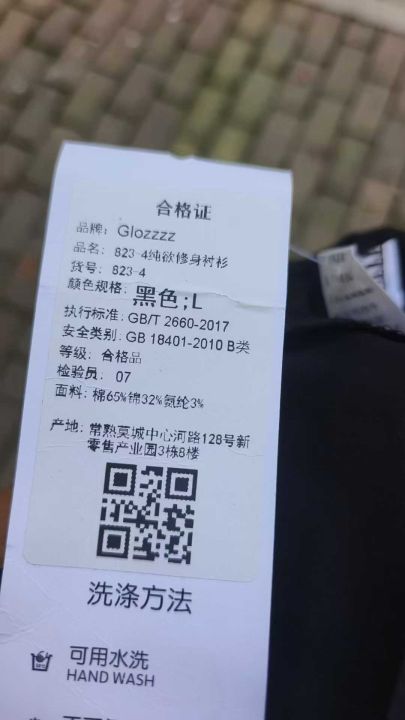 合格证
品牌: Glozzzz
品名: 823-4纯欲修身衬衫
货号: 823-4
颜色规格: 黑色;L
执行标准: GB/T 2660-2017
安全类别: GB 18401-2010 B类
等级: 合格品
检验员: 07
面料: 棉65%锦32%氨纶3%
产地: 常熟莫城中心河路128号新
零售产业园3栋8楼
洗涤方法
可用水洗
HAND WASH